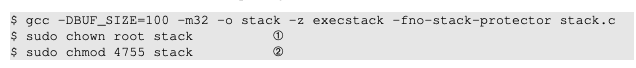 $ gcc -DBUF_SIZE=100 -m32 -o stack -z execstack -fno-stack-protector stack.c
$ sudo chown root stack ①
$ sudo chmod 4755 stack ②